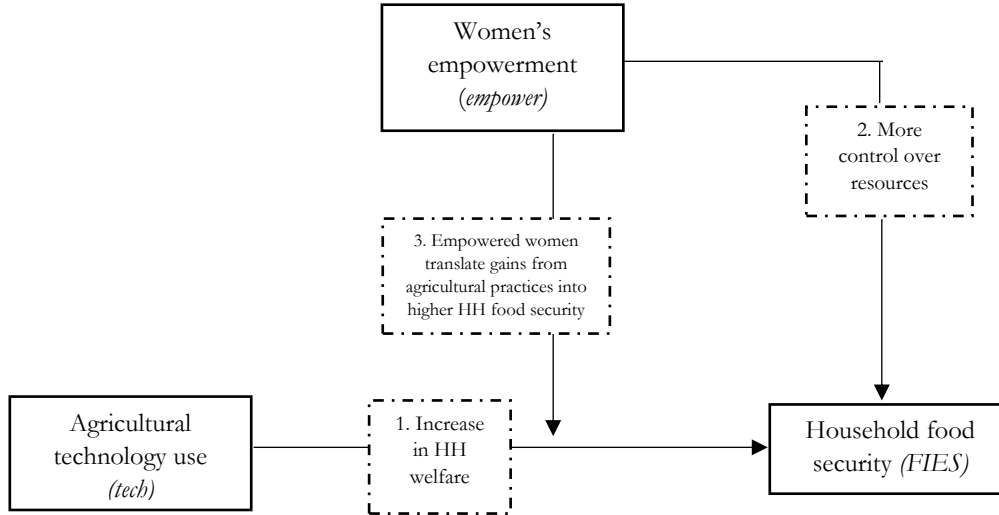 Women’s
empowerment
(empower)
2. More
control over
resources
3. Empowered women
translate gains from
agricultural practices into
higher HH food security
Agricultural
technology use
(tech)
1. Increase
in HH
welfare
Household food
security (FIES)